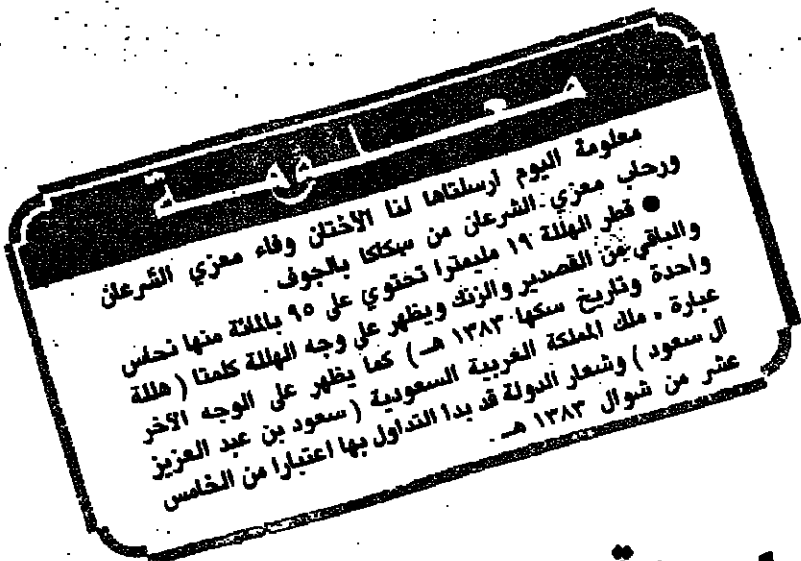 معلومة
معلومة اليوم أرسلتاها لنا الأختان وفاء معزي الشرعان
ورحاب معزي الشرعان من سكاكا بالجوف
● قطر الهللة ١٩ مليمترا تحتوي على ٩٥ بالمائة منها نحاس
والباقي من القصدير والزنك ويظهر على وجه الهللة كلمتا ( هللة
واحدة وتاريخ سكها ١٣٨٣ هـ ) كما يظهر على الوجه الآخر
عبارة ، ملك المملكة العربية السعودية ( سعود بن عبد العزيز
آل سعود ) وشعار الدولة قد بدا التداول بها اعتبارا من الخامس
عشر من شوال ١٣٨٣ هـ .